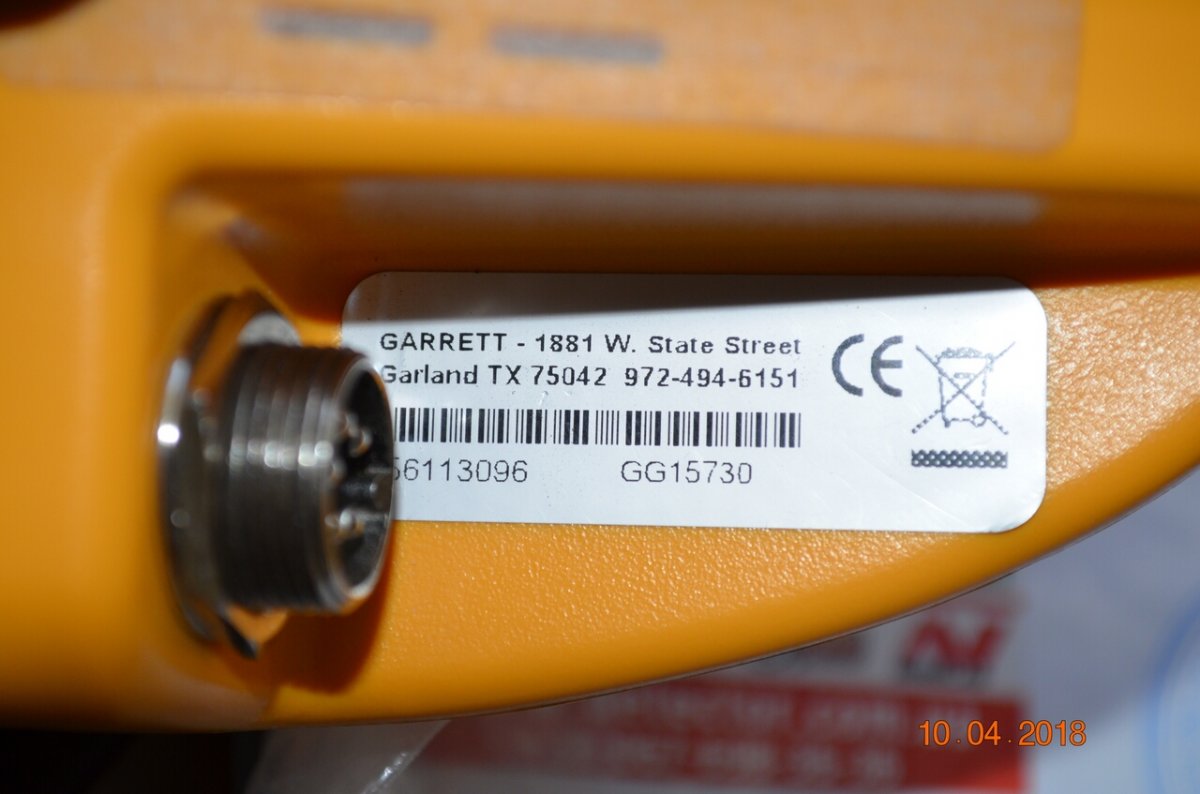 GARRETT - 1881 W. State Street
Garland TX 75042 972-494-6151
56113096 GG15730
CE
10.04.2018